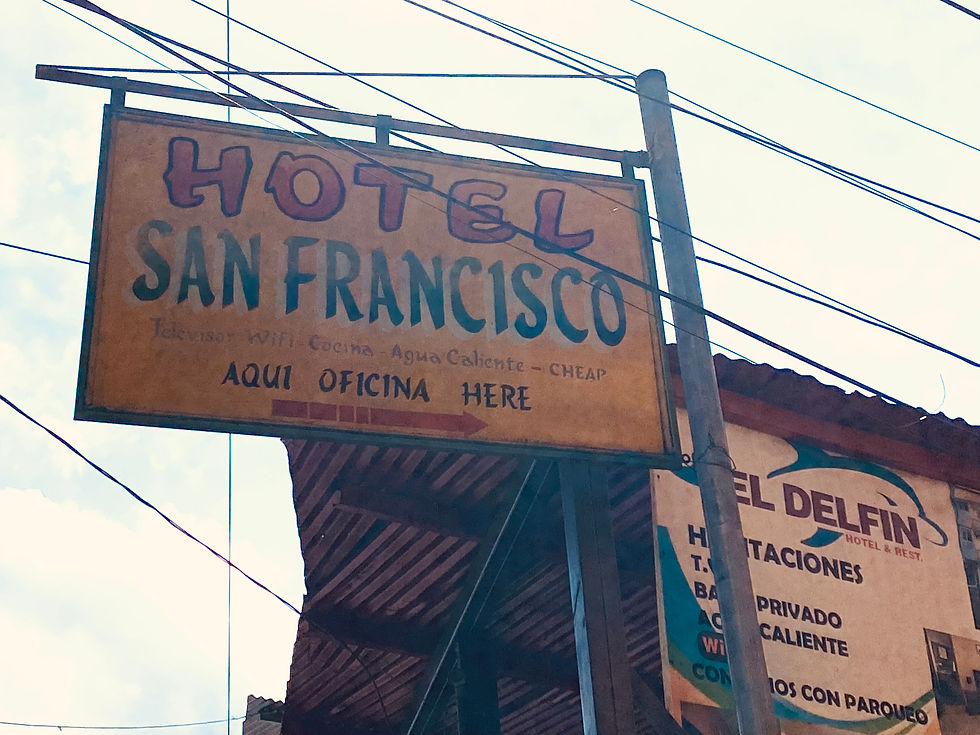 HOTEL
SAN FRANCISCO
Televisor - WiFi - Cocina - Agua Caliente - CHEAP
AQUI OFICINA HERE
EL DELFIN
HOTEL & REST.
PRIVADO
CALIENTE
CON PARQUEO